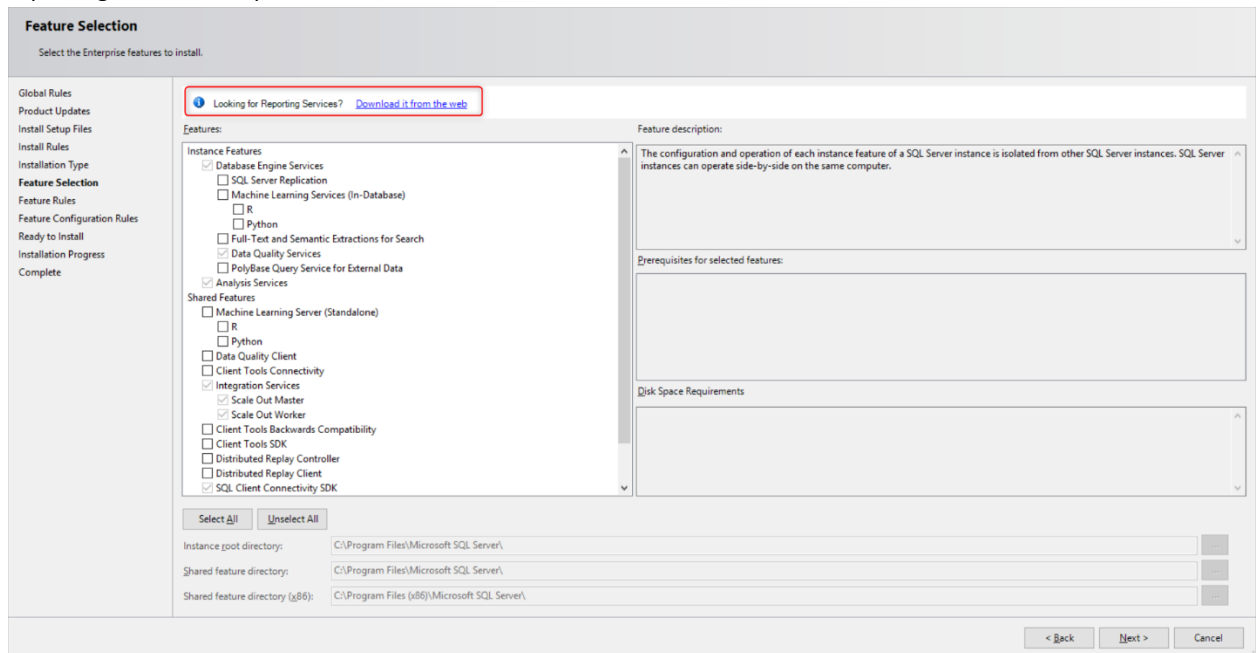 Feature Selection
Select the Enterprise features to install.
Global Rules
Product Updates
Install Setup Files
Install Rules
Installation Type
Feature Selection
Feature Rules
Feature Configuration Rules
Ready to Install
Installation Progress
Complete
Looking for Reporting Services? Download it from the web
Features:
Instance Features
Database Engine Services
SQL Server Replication
Machine Learning Services (In-Database)
R
Python
Full-Text and Semantic Extractions for Search
Data Quality Services
PolyBase Query Service for External Data
Analysis Services
Shared Features
Machine Learning Server (Standalone)
R
Python
Data Quality Client
Client Tools Connectivity
Integration Services
Scale Out Master
Scale Out Worker
Client Tools Backwards Compatibility
Client Tools SDK
Distributed Replay Controller
Distributed Replay Client
SQL Client Connectivity SDK
Feature description:
The configuration and operation of each instance feature of a SQL Server instance is isolated from other SQL Server instances. SQL Server
instances can operate side-by-side on the same computer.
Prerequisites for selected features:
Disk Space Requirements
Select All Unselect All
Instance root directory: C:\Program Files\Microsoft SQL Server\ ...
Shared feature directory: C:\Program Files\Microsoft SQL Server\ ...
Shared feature directory (x86): C:\Program Files (x86)\Microsoft SQL Server\ ...
< Back Next > Cancel